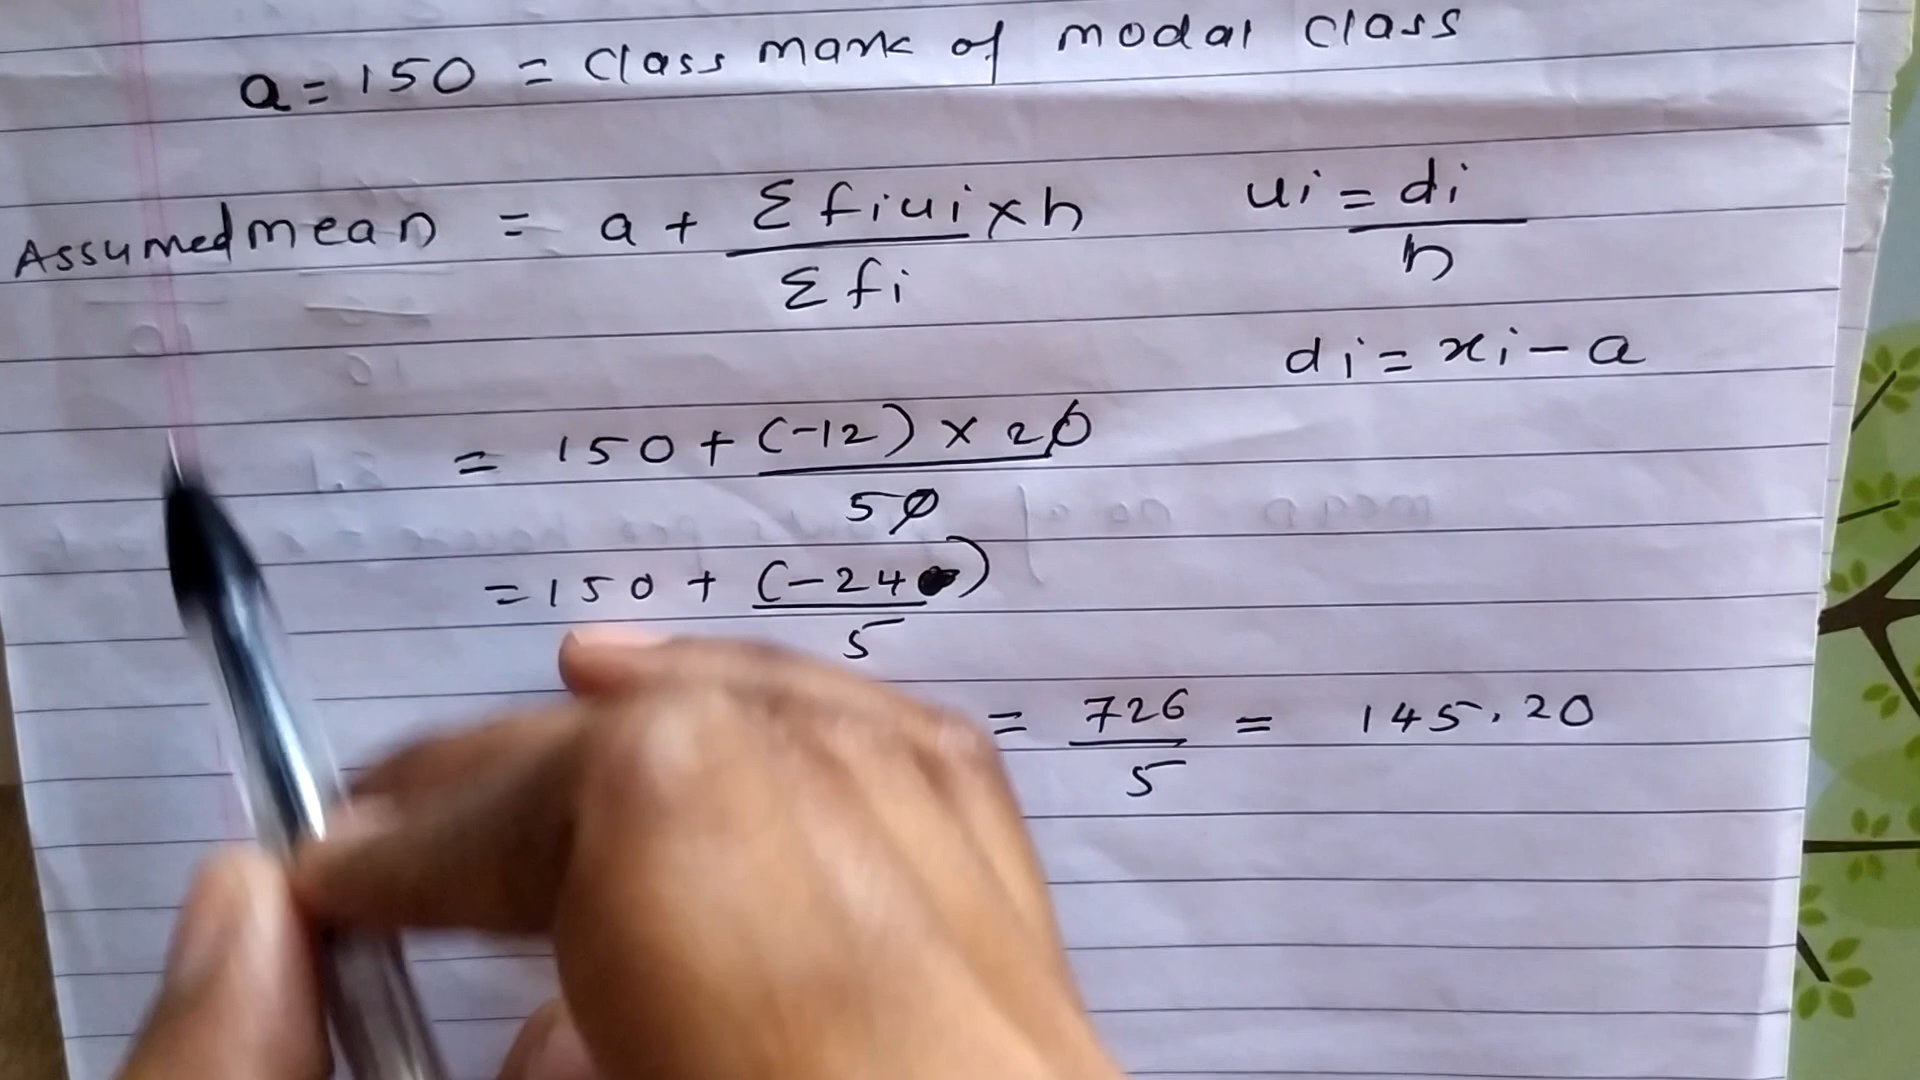 a = 150 = class mark of modal class
Assumed mean = a + Σfiui/Σfi × h ui = di/h
di = xi - a
= 150 + (-12) × 20/50
= 150 + (-24)/5
= 726/5 = 145.20